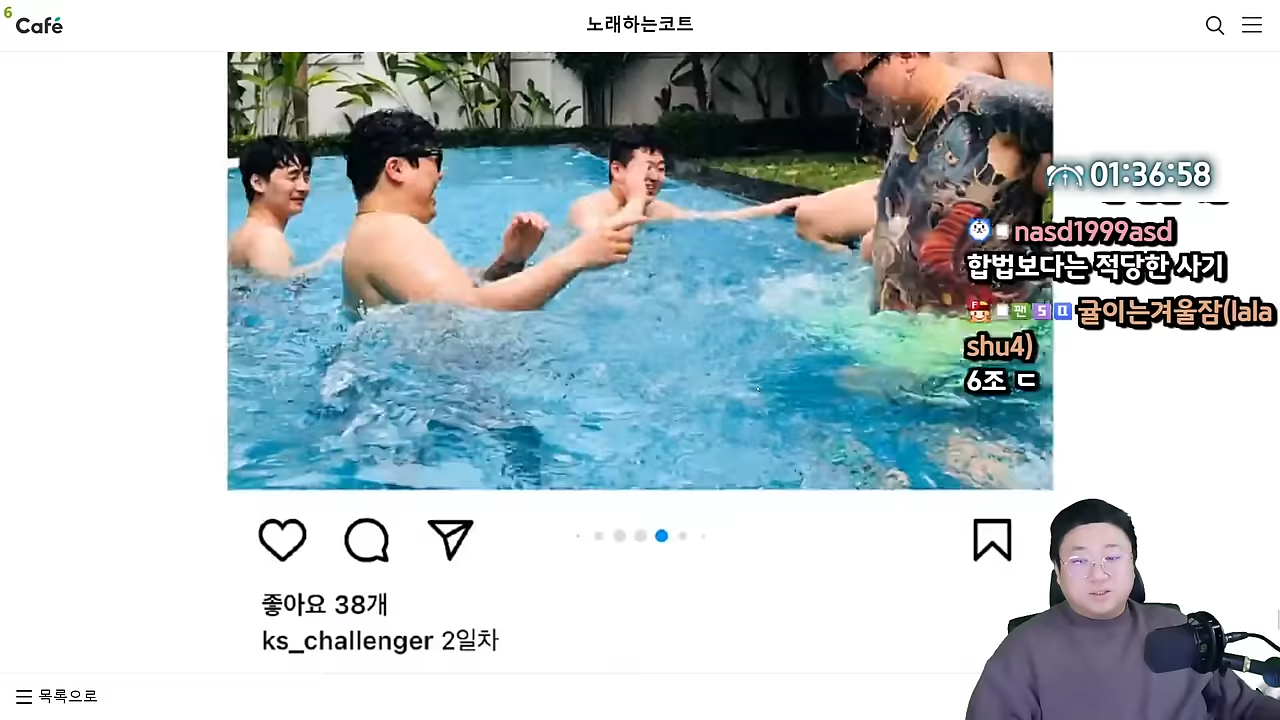 6
Café
노래하는코트
01:36:58
nasd1999asd
합법보다는 적당한 사기
팬 귤이는겨울잠(lala
shu4)
6조 ㄷ
좋아요 38개
ks_challenger 2일차
목록으로